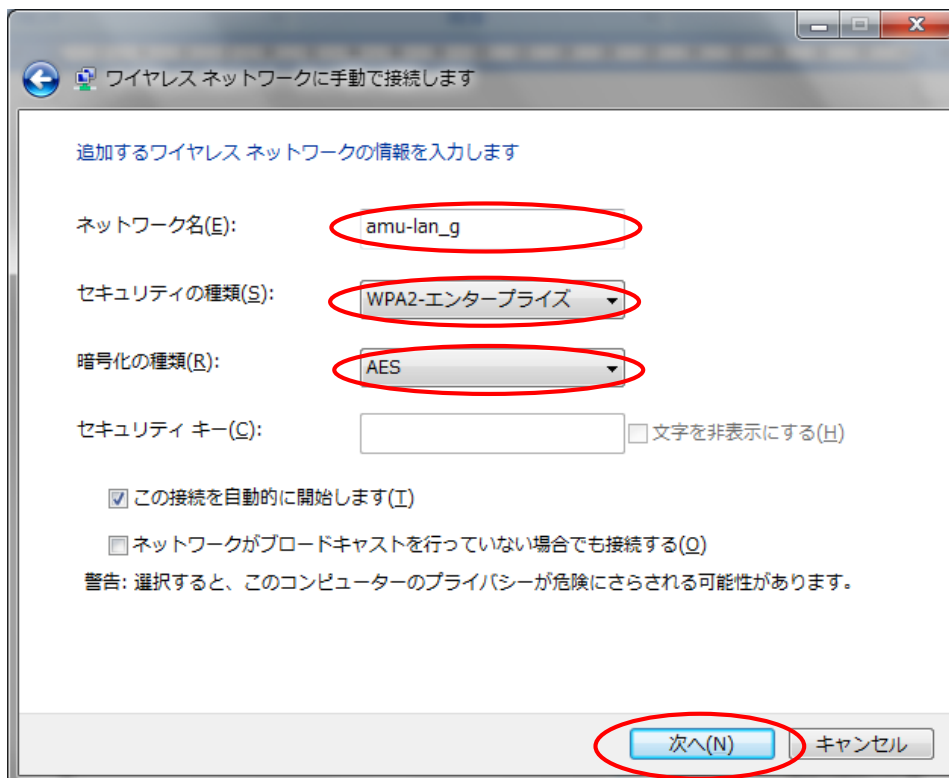 ワイヤレス ネットワークに手動で接続します
追加するワイヤレス ネットワークの情報を入力します
ネットワーク名(E): amu-lan_g
セキュリティの種類(S): WPA2-エンタープライズ
暗号化の種類(R): AES
セキュリティ キー(C): 文字を非表示にする(H)
この接続を自動的に開始します(T)
ネットワークがブロードキャストを行っていない場合でも接続する(O)
警告: 選択すると、このコンピューターのプライバシーが危険にさらされる可能性があります。
次へ(N) キャンセル